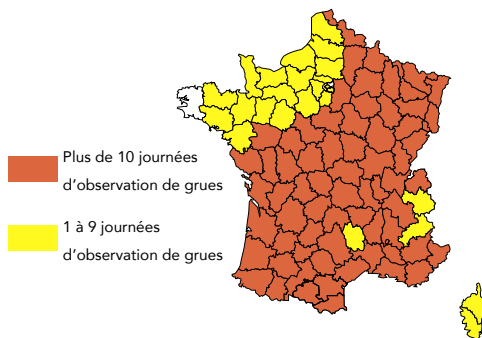 Plus de 10 journées
d’observation de grues
1 à 9 journées
d’observation de grues